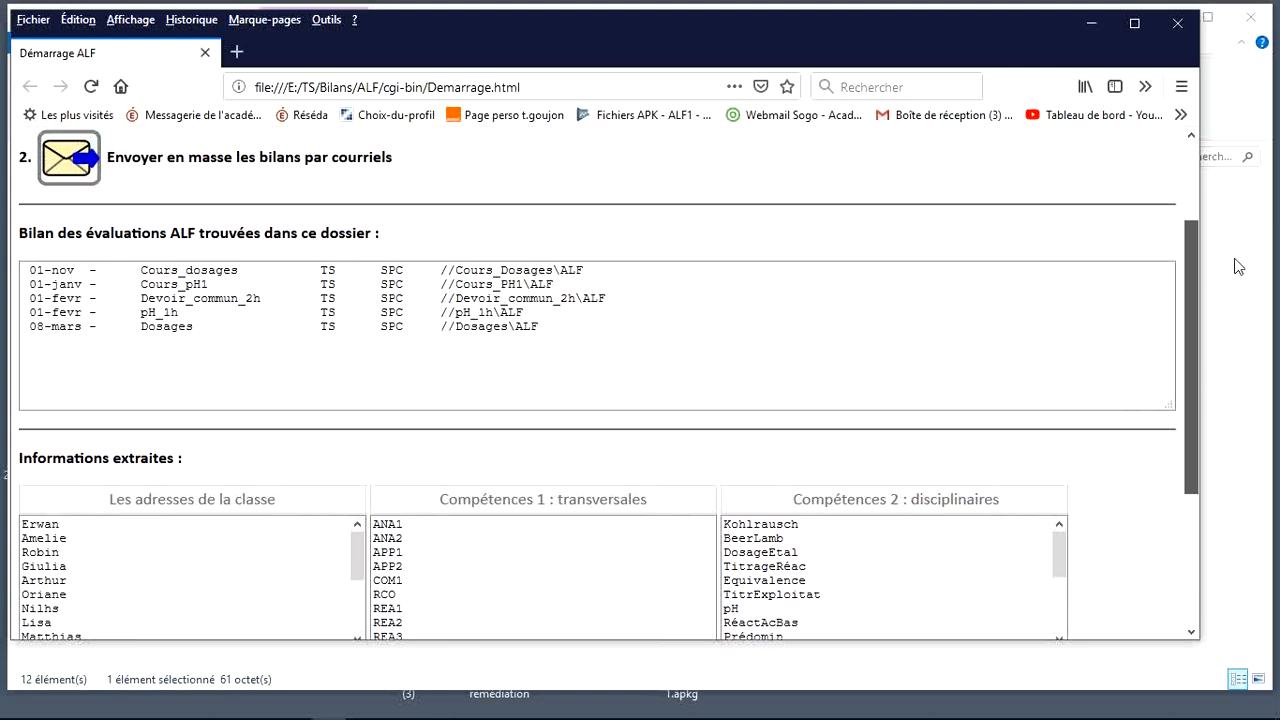 Fichier Édition Affichage Historique Marque-pages Outils ?
Démarrage ALF
file:///E:/TS/Bilans/ALF/cgi-bin/Demarrage.html
Rechercher
Les plus visités Messagerie de l'acadé... Réséda Choix-du-profil Page perso t.goujon Fichiers APK - ALF1 - ... Webmail Sogo - Acad... Boîte de réception (3) ... Tableau de bord - You...
2. Envoyer en masse les bilans par courriels
erch...
Bilan des évaluations ALF trouvées dans ce dossier :
01-nov - Cours_dosages TS SPC //Cours_Dosages\ALF
01-janv - Cours_pH1 TS SPC //Cours_PH1\ALF
01-fevr - Devoir_commun_2h TS SPC //Devoir_commun_2h\ALF
01-fevr - pH_1h TS SPC //pH_1h\ALF
08-mars - Dosages TS SPC //Dosages\ALF
Informations extraites :
Les adresses de la classe Compétences 1 : transversales Compétences 2 : disciplinaires
Erwan ANA1 Kohlrausch
Amelie ANA2 BeerLamb
Robin APP1 DosageEtal
Giulia APP2 TitrageRéac
Arthur COM1 Equivalence
Oriane RCO TitrExploitat
Nilhs REA1 pH
Lisa REA2 RéactAcBas
Matthias REA3 Prédomin
12 élément(s) 1 élément sélectionné 61 octet(s)
(3) remédiation 1.apkg